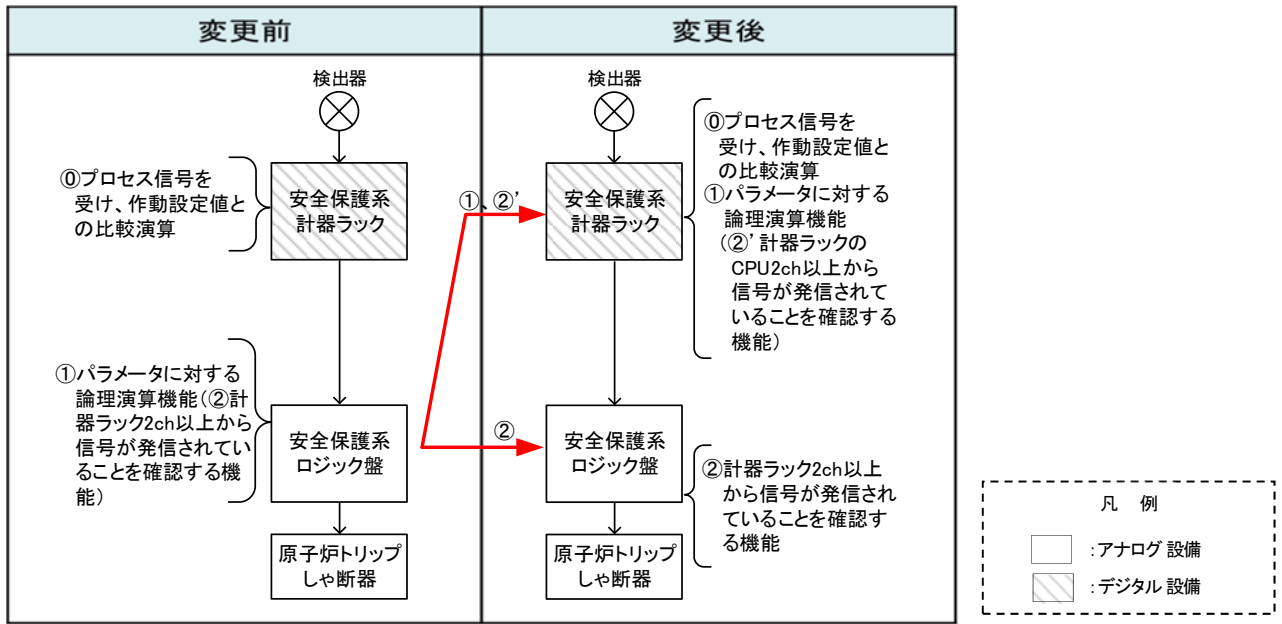 変更前
変更後
検出器
⓪プロセス信号を
受け、作動設定値と
の比較演算
安全保護系
計器ラック
①パラメータに対する
論理演算機能(②計
器ラック2ch以上から
信号が発信されてい
ることを確認する機
能)
安全保護系
ロジック盤
原子炉トリップ
しゃ断器
①、②’
②
検出器
安全保護系
計器ラック
⓪プロセス信号を
受け、作動設定値と
の比較演算
①パラメータに対する
論理演算機能
(②’計器ラックの
CPU2ch以上から
信号が発信されて
いることを確認する
機能)
安全保護系
ロジック盤
②計器ラック2ch以上
から信号が発信され
ていることを確認す
る機能
原子炉トリップ
しゃ断器
凡 例
:アナログ設備
:デジタル設備